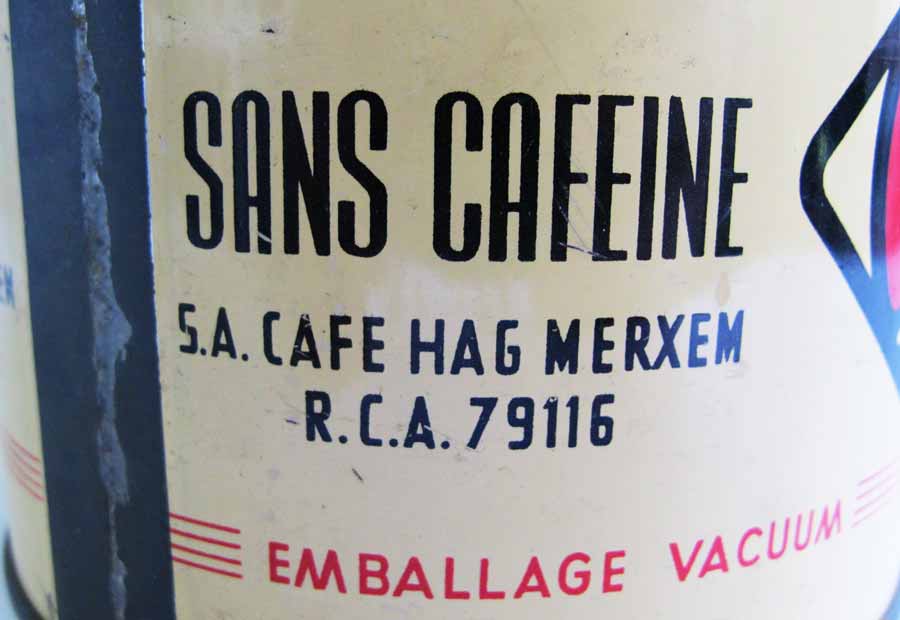 SANS CAFEINE
S.A. CAFE HAG MERXEM
R.C.A. 79116
EMBALLAGE VACUUM